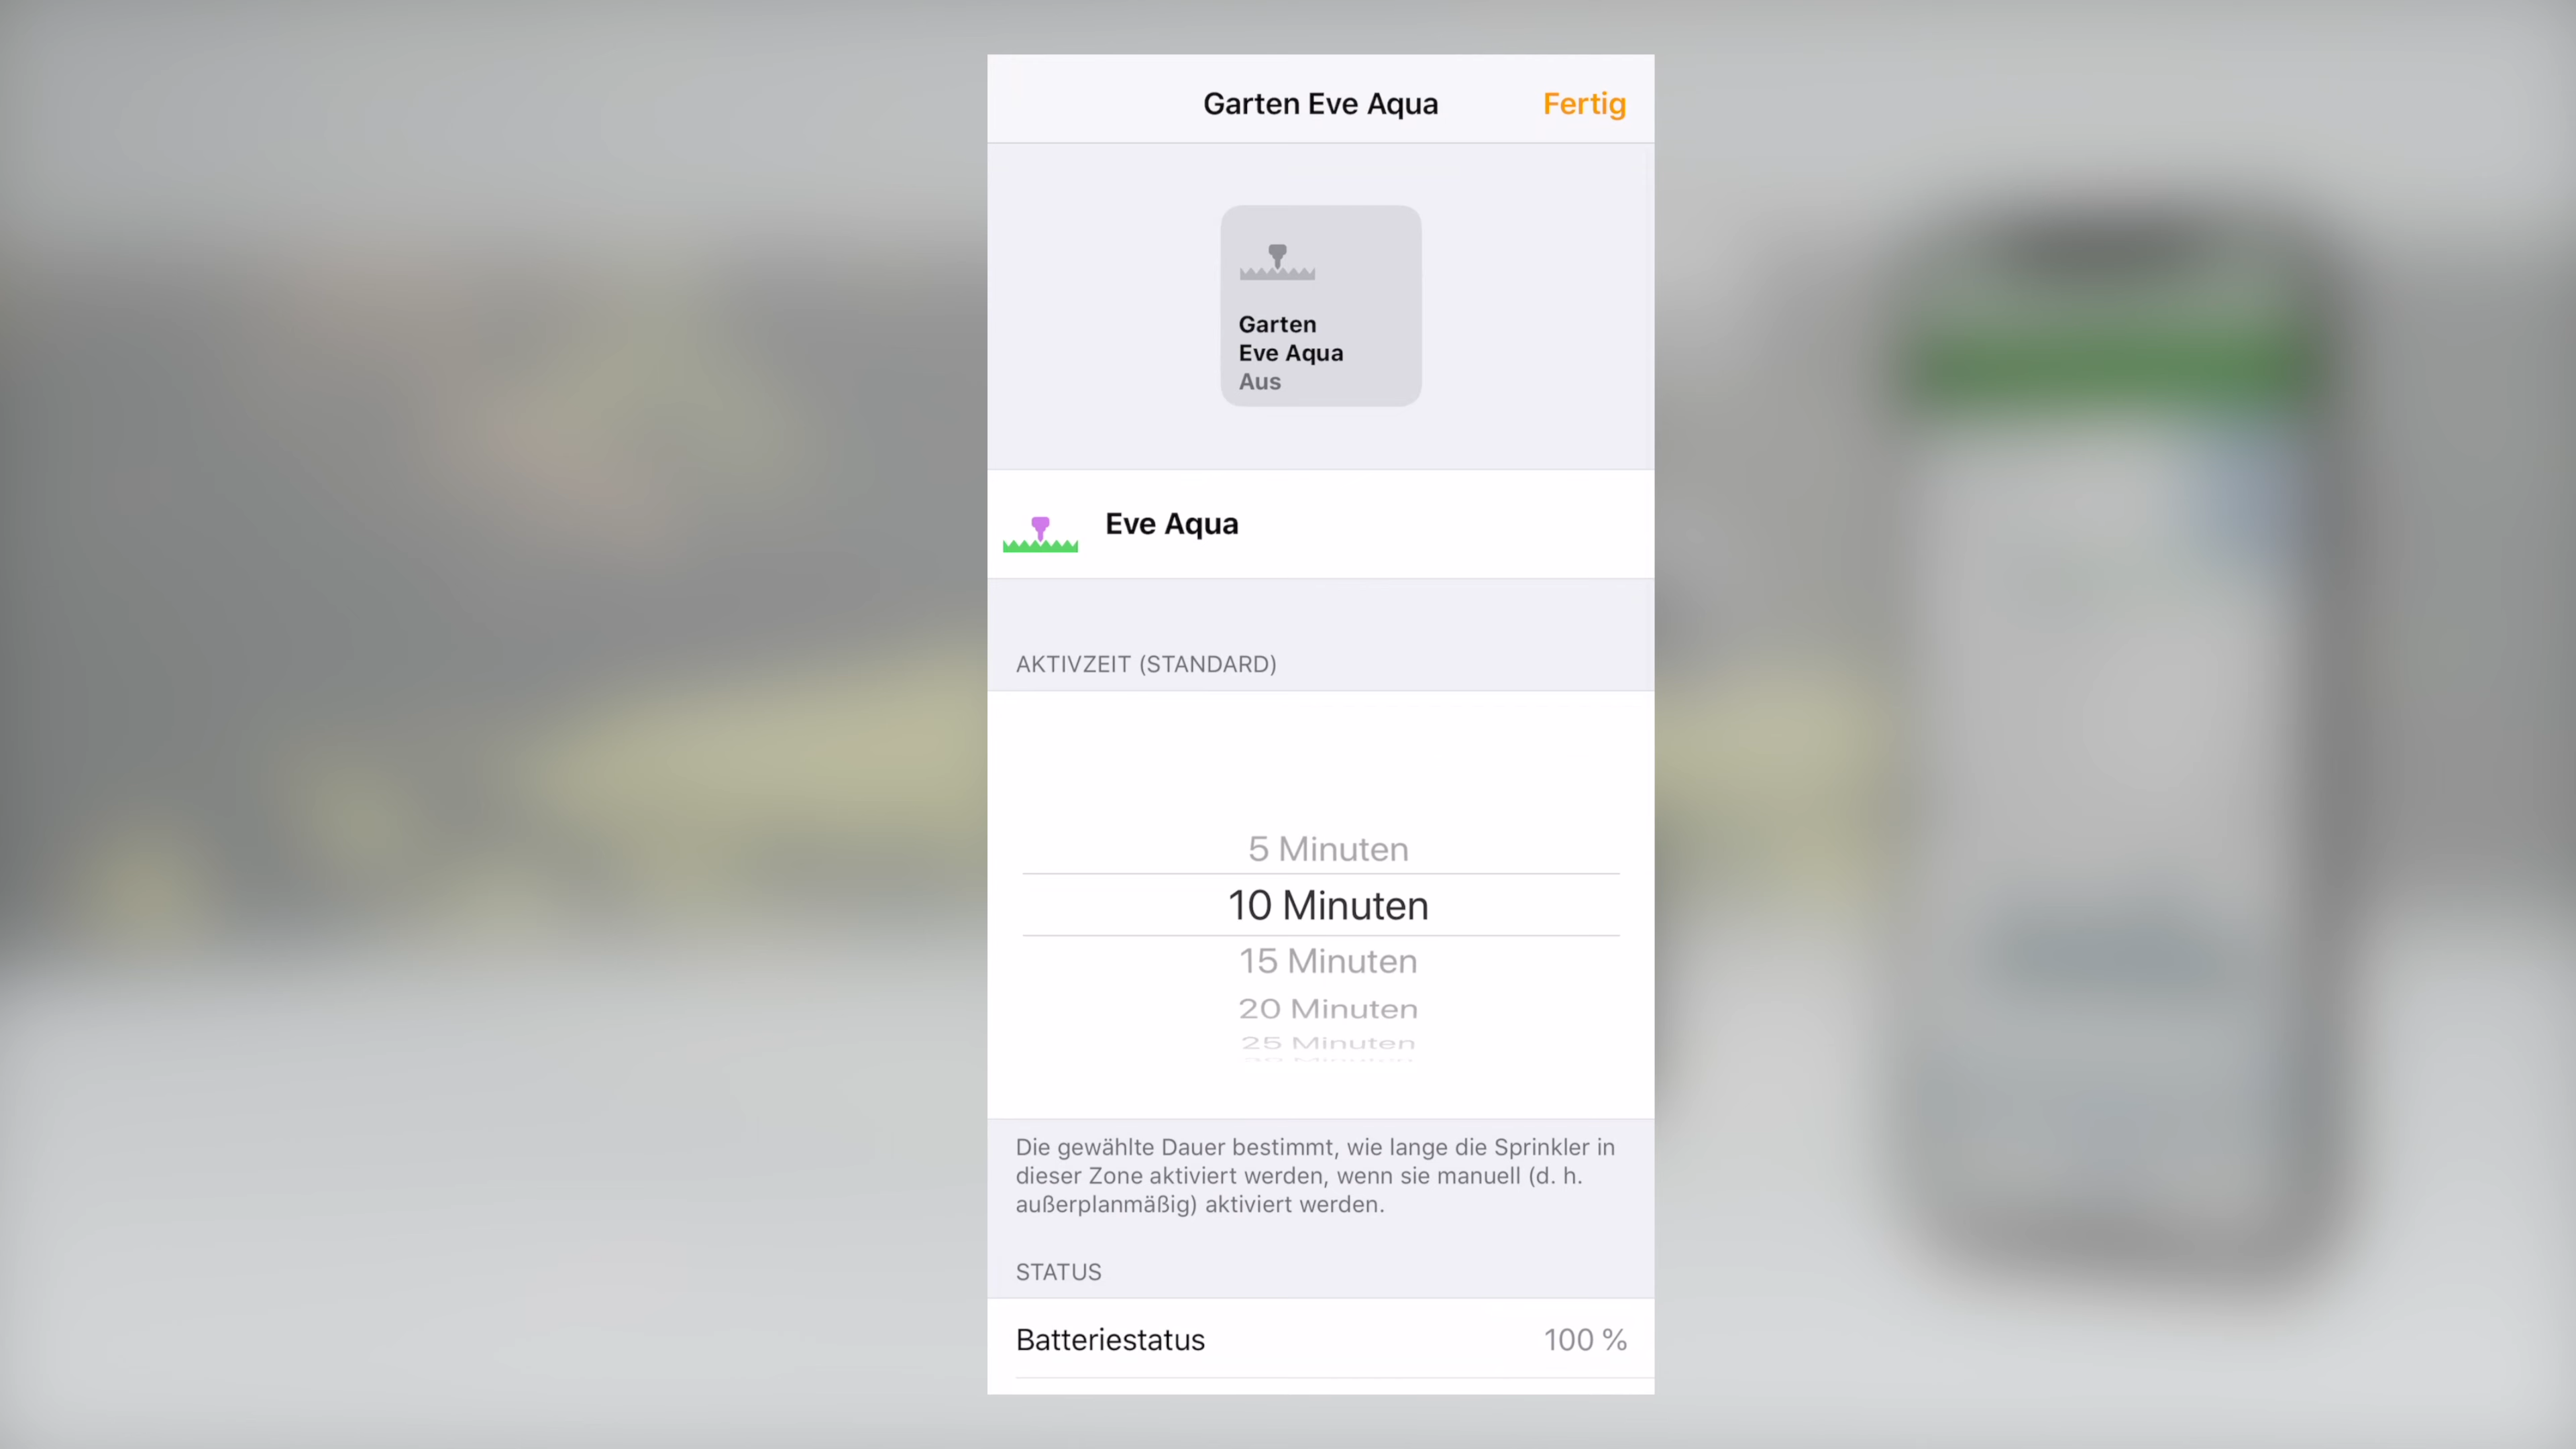 Garten Eve Aqua
Fertig
Garten
Eve Aqua
Aus
Eve Aqua
AKTIVZEIT (STANDARD)
5 Minuten
10 Minuten
15 Minuten
20 Minuten
25 Minuten
Die gewählte Dauer bestimmt, wie lange die Sprinkler in
dieser Zone aktiviert werden, wenn sie manuell (d. h.
außerplanmäßig) aktiviert werden.
STATUS
Batteriestatus
100 %